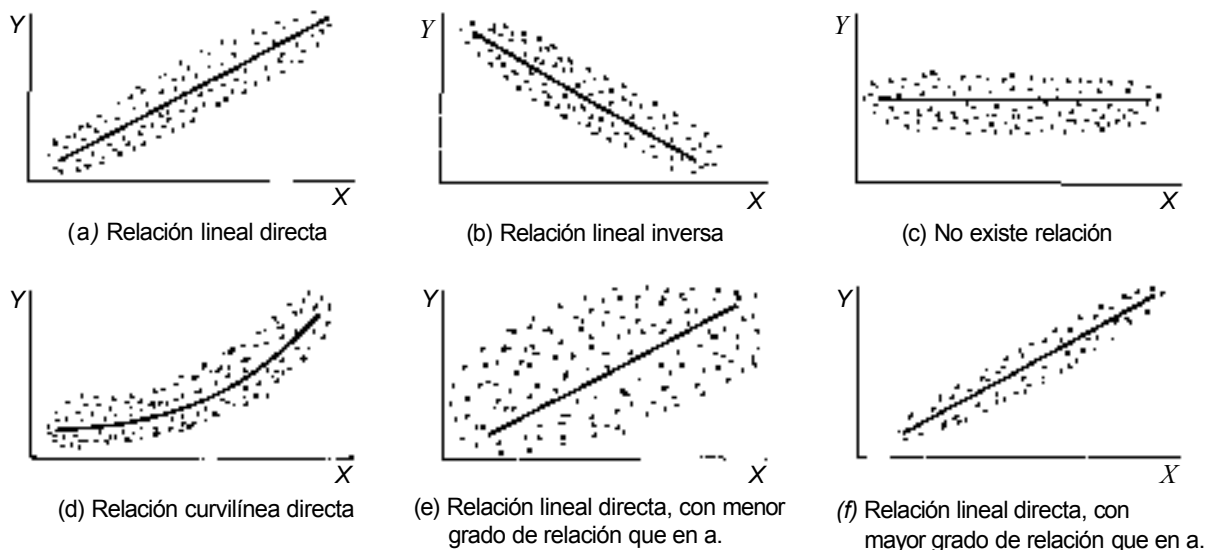 Y
X
(a) Relación lineal directa
Y
X
(b) Relación lineal inversa
Y
X
(c) No existe relación
Y
X
(d) Relación curvilínea directa
Y
X
(e) Relación lineal directa, con menor
grado de relación que en a.
Y
X
(f) Relación lineal directa, con
mayor grado de relación que en a.